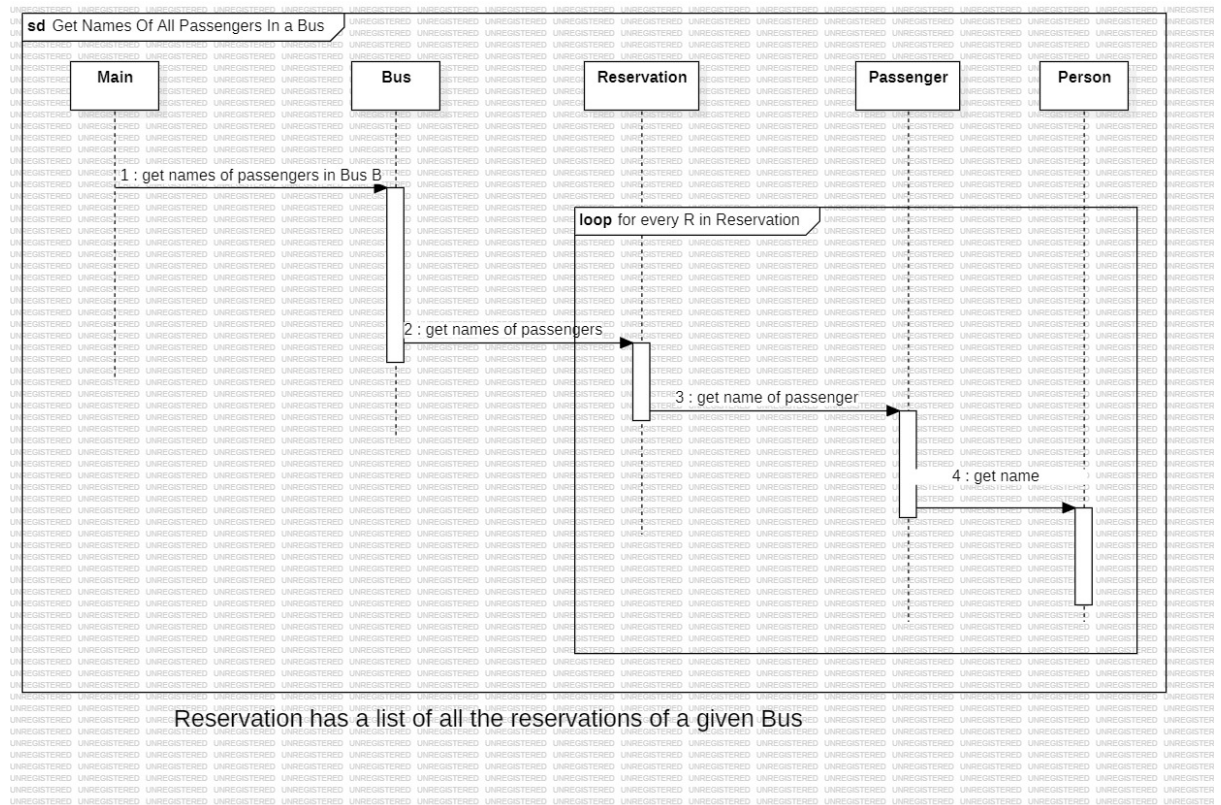 sd Get Names Of All Passengers In a Bus
Main
Bus
Reservation
Passenger
Person
1 : get names of passengers in Bus B
loop for every R in Reservation
2 : get names of passengers
3 : get name of passenger
4 : get name
Reservation has a list of all the reservations of a given Bus
UNREGISTERED